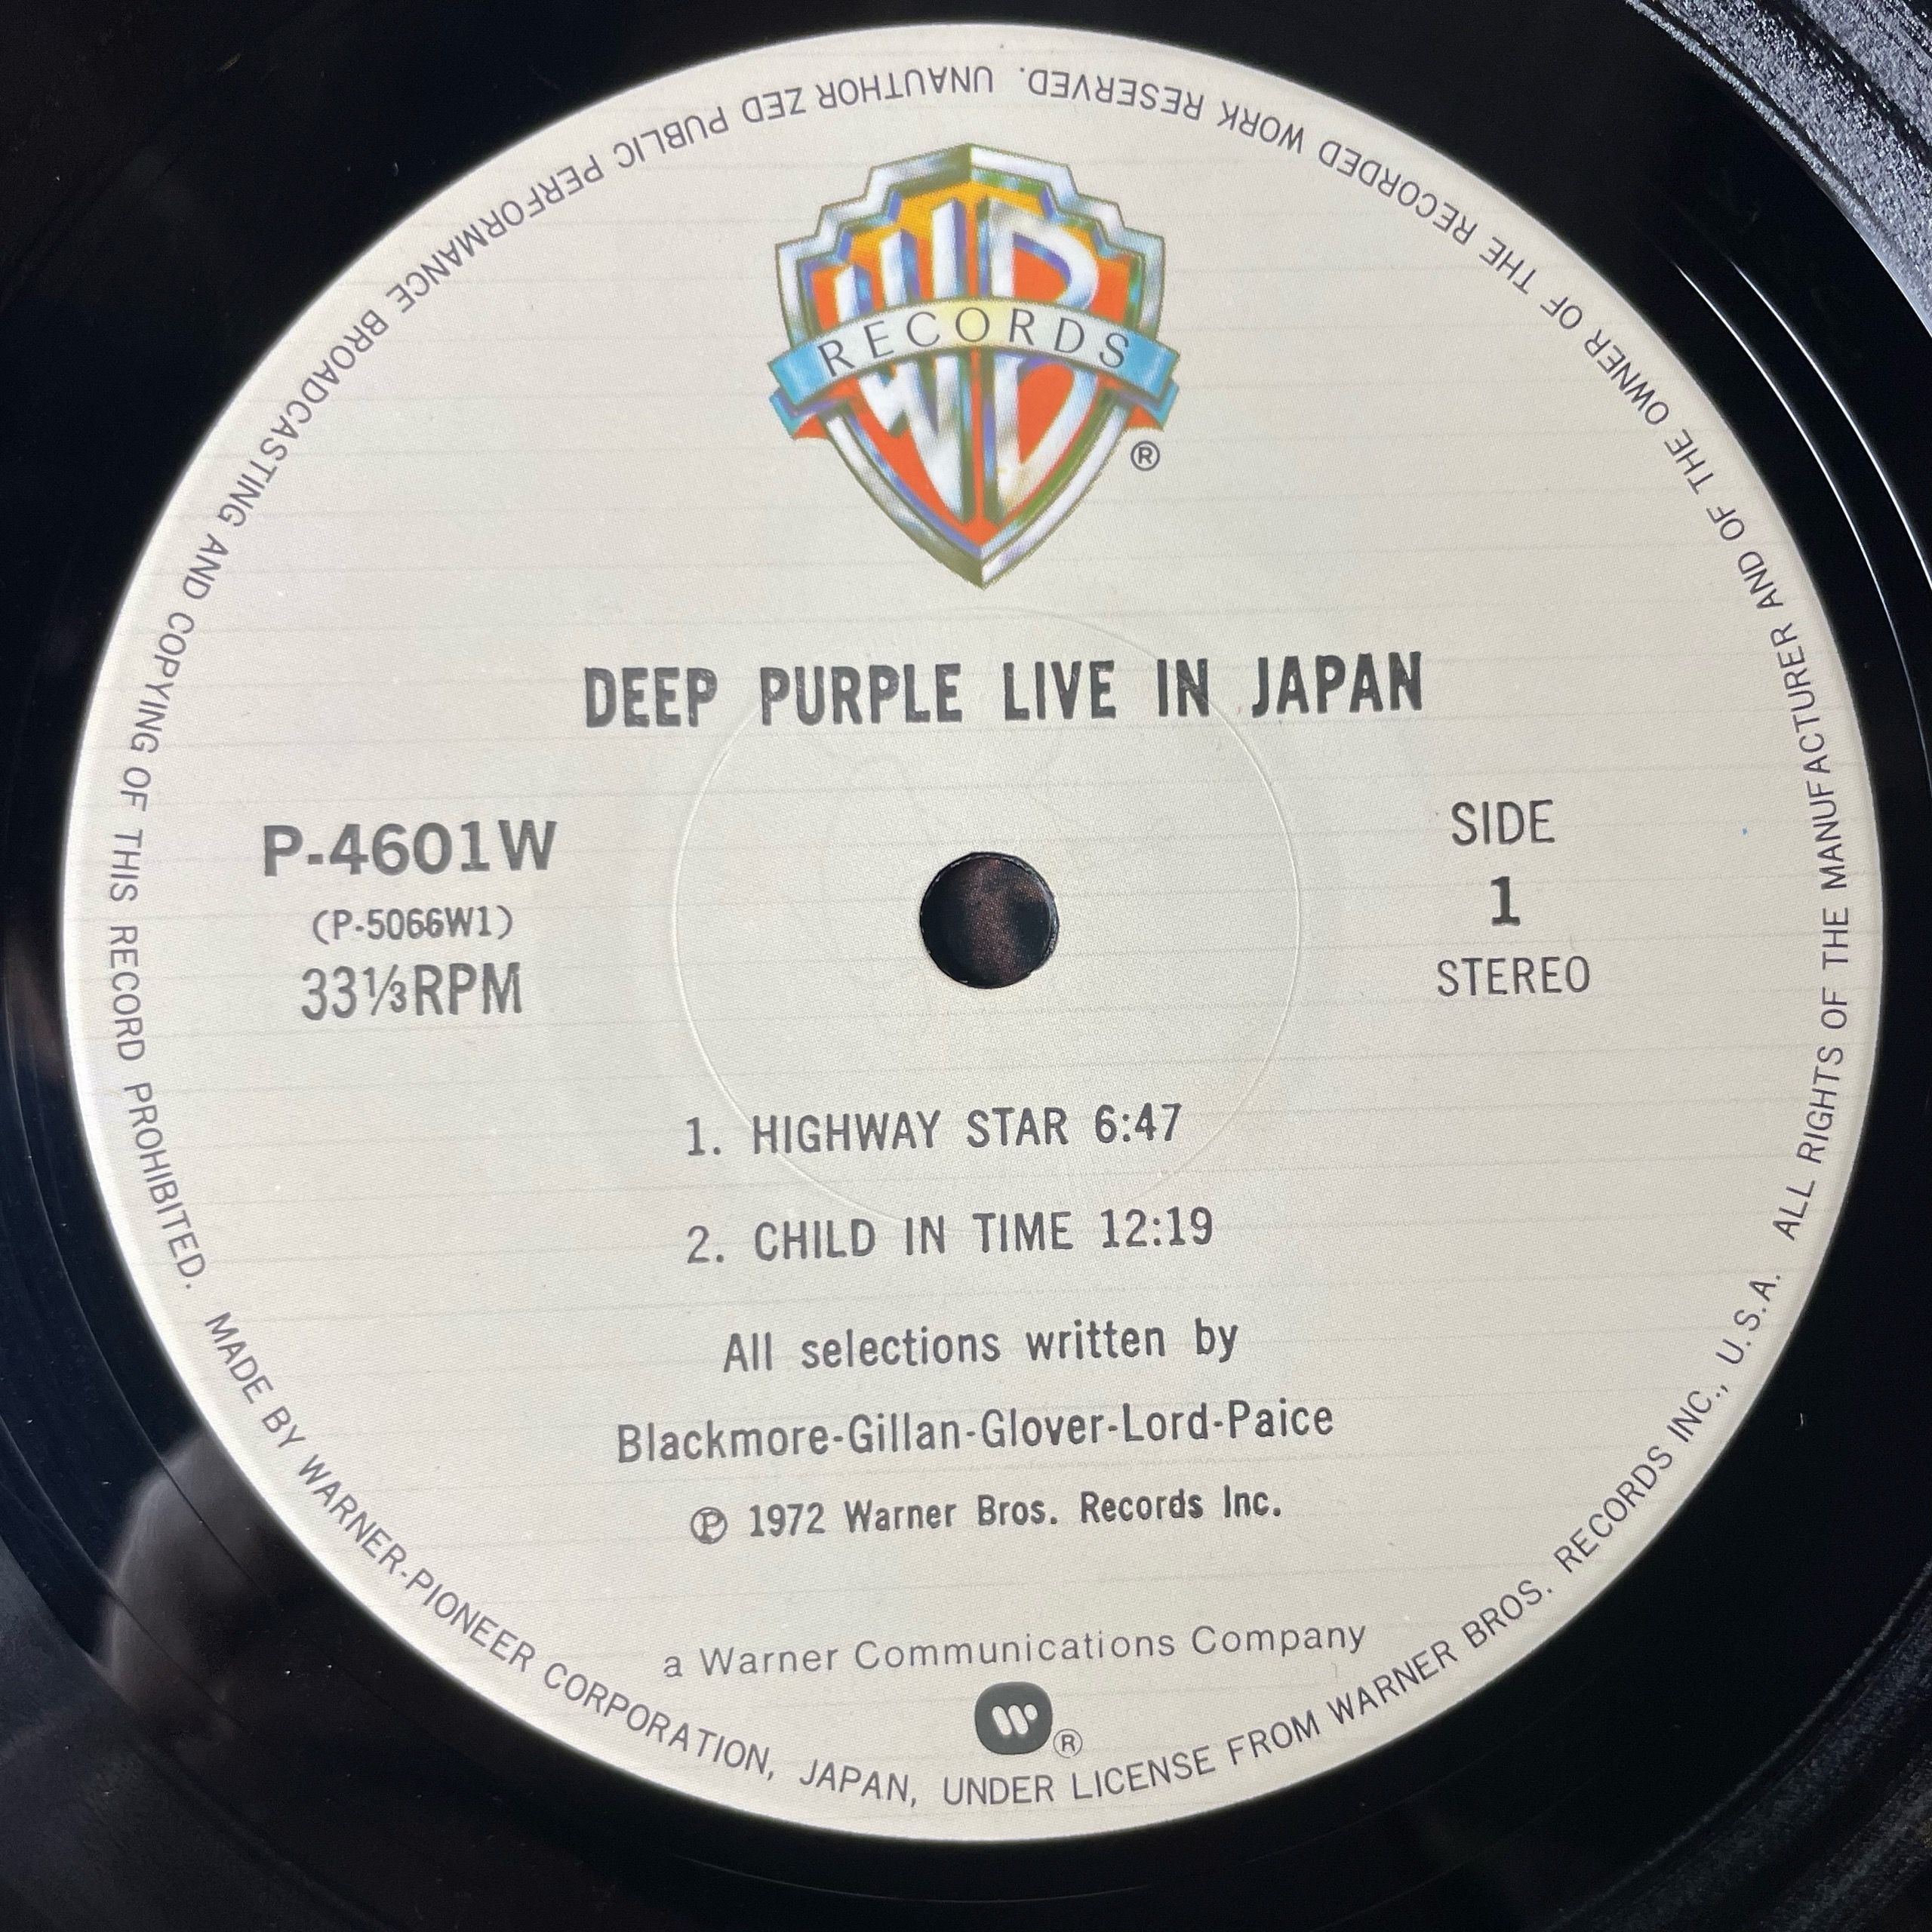 WB
RECORDS
®
DEEP PURPLE LIVE IN JAPAN
P-4601W
(P-5066W1)
33⅓RPM
SIDE
1
STEREO
1. HIGHWAY STAR 6:47
2. CHILD IN TIME 12:19
All selections written by
Blackmore-Gillan-Glover-Lord-Paice
℗ 1972 Warner Bros. Records Inc.
a Warner Communications Company
W
®
MADE BY WARNER-PIONEER CORPORATION, JAPAN, UNDER LICENSE FROM WARNER BROS. RECORDS INC., U.S.A. ALL RIGHTS OF THE MANUFACTURER AND OF THE OWNER OF THE RECORDED WORK RESERVED. UNAUTHOR ZED PUBLIC PERFORMANCE BROADCASTING AND COPYING OF THIS RECORD PROHIBITED.